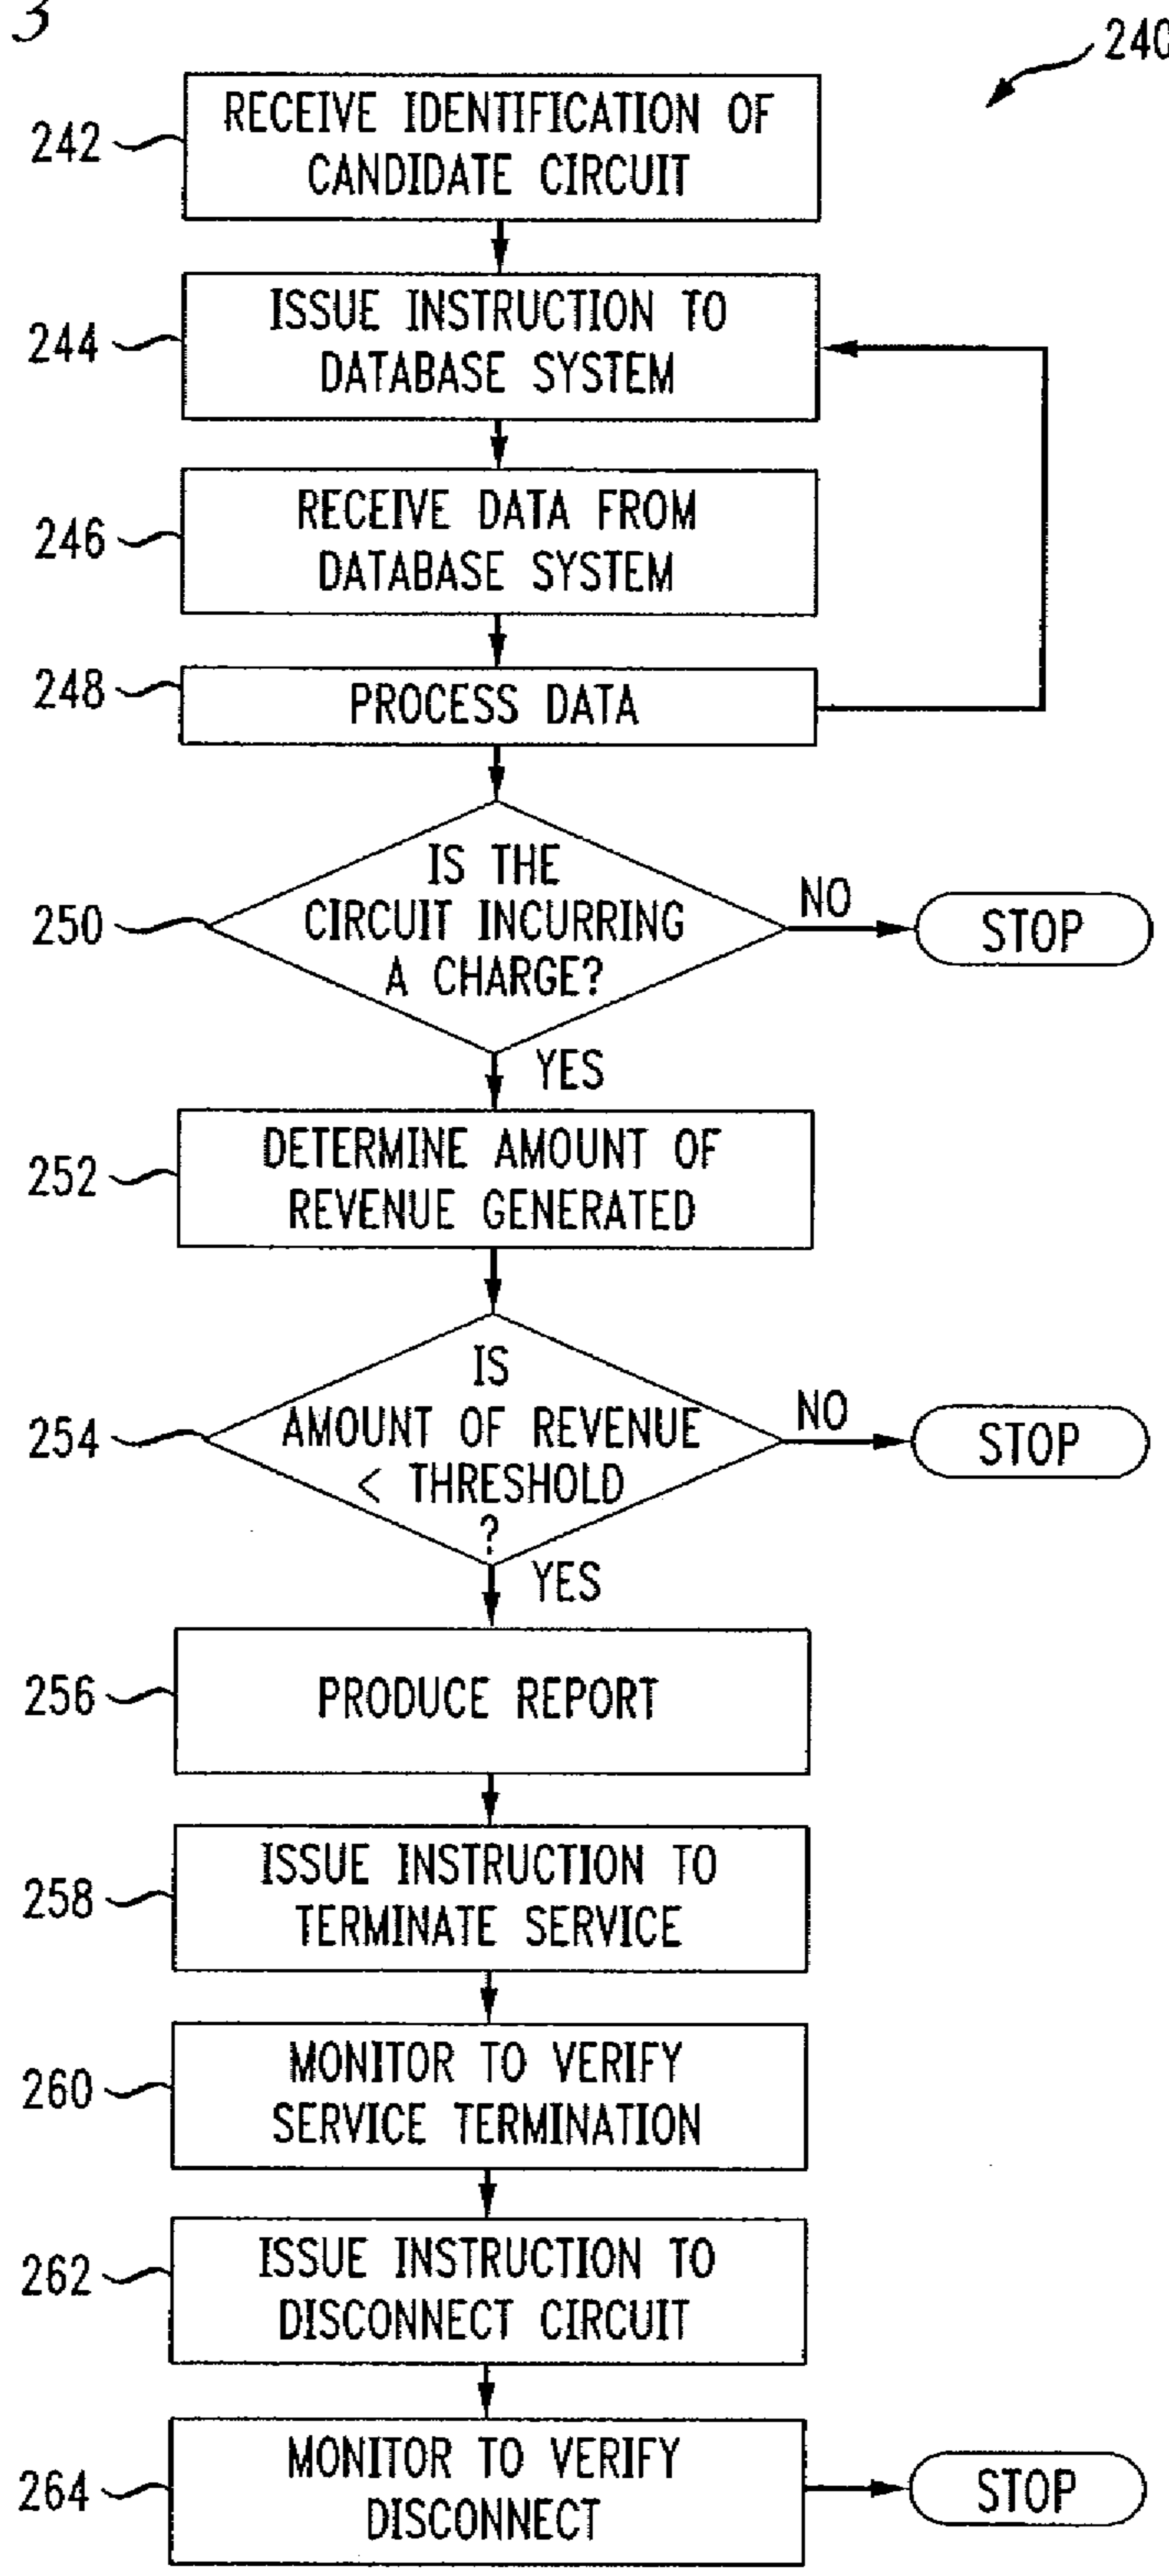 3
240
242
RECEIVE IDENTIFICATION OF
CANDIDATE CIRCUIT
244
ISSUE INSTRUCTION TO
DATABASE SYSTEM
246
RECEIVE DATA FROM
DATABASE SYSTEM
248
PROCESS DATA
250
IS THE
CIRCUIT INCURRING
A CHARGE?
NO
STOP
YES
252
DETERMINE AMOUNT OF
REVENUE GENERATED
254
IS
AMOUNT OF REVENUE
< THRESHOLD
?
NO
STOP
YES
256
PRODUCE REPORT
258
ISSUE INSTRUCTION TO
TERMINATE SERVICE
260
MONITOR TO VERIFY
SERVICE TERMINATION
262
ISSUE INSTRUCTION TO
DISCONNECT CIRCUIT
264
MONITOR TO VERIFY
DISCONNECT
STOP